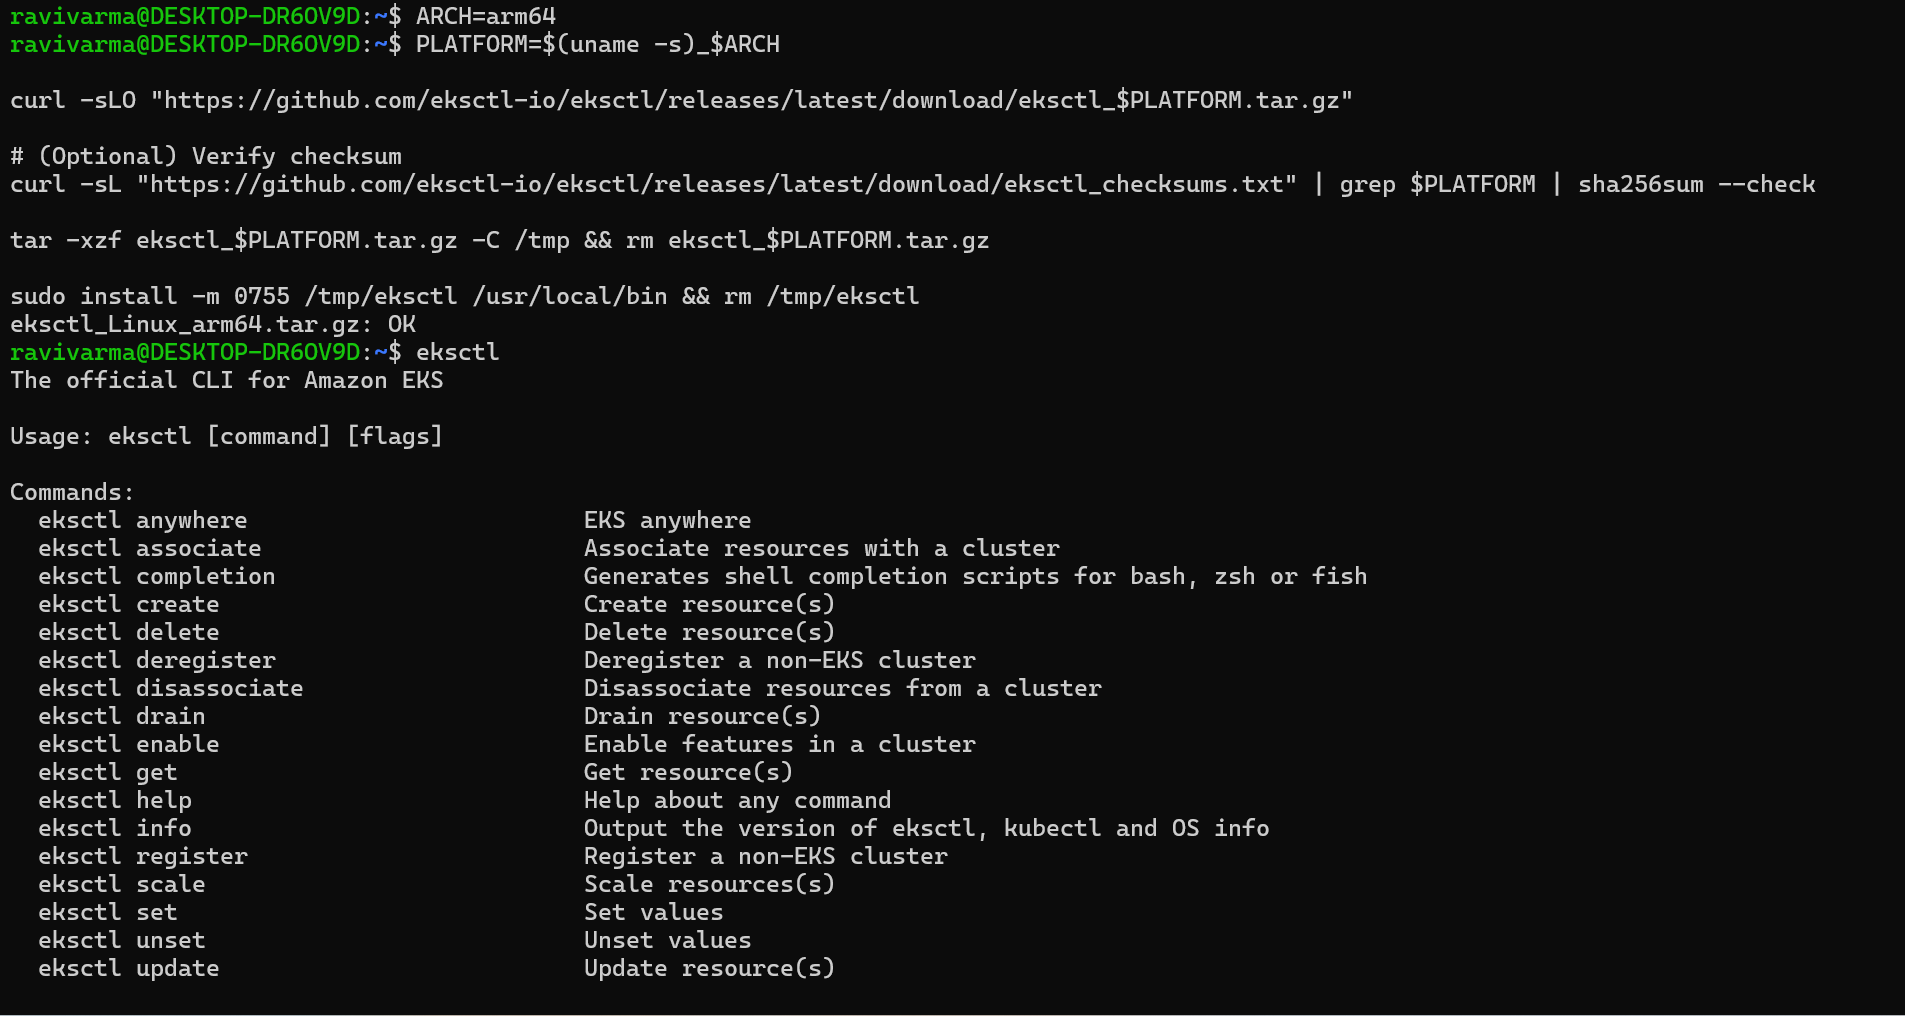 ravivarma@DESKTOP-DR6OV9D:~$ ARCH=arm64
ravivarma@DESKTOP-DR6OV9D:~$ PLATFORM=$(uname -s)_$ARCH
curl -sLO "https://github.com/eksctl-io/eksctl/releases/latest/download/eksctl_$PLATFORM.tar.gz"
# (Optional) Verify checksum
curl -sL "https://github.com/eksctl-io/eksctl/releases/latest/download/eksctl_checksums.txt" | grep $PLATFORM | sha256sum --check
tar -xzf eksctl_$PLATFORM.tar.gz -C /tmp && rm eksctl_$PLATFORM.tar.gz
sudo install -m 0755 /tmp/eksctl /usr/local/bin && rm /tmp/eksctl
eksctl_Linux_arm64.tar.gz: OK
ravivarma@DESKTOP-DR6OV9D:~$ eksctl
The official CLI for Amazon EKS
Usage: eksctl [command] [flags]
Commands:
  eksctl anywhere                        EKS anywhere
  eksctl associate                       Associate resources with a cluster
  eksctl completion                      Generates shell completion scripts for bash, zsh or fish
  eksctl create                          Create resource(s)
  eksctl delete                          Delete resource(s)
  eksctl deregister                      Deregister a non-EKS cluster
  eksctl disassociate                    Disassociate resources from a cluster
  eksctl drain                           Drain resource(s)
  eksctl enable                          Enable features in a cluster
  eksctl get                             Get resource(s)
  eksctl help                            Help about any command
  eksctl info                            Output the version of eksctl, kubectl and OS info
  eksctl register                        Register a non-EKS cluster
  eksctl scale                           Scale resources(s)
  eksctl set                             Set values
  eksctl unset                           Unset values
  eksctl update                          Update resource(s)